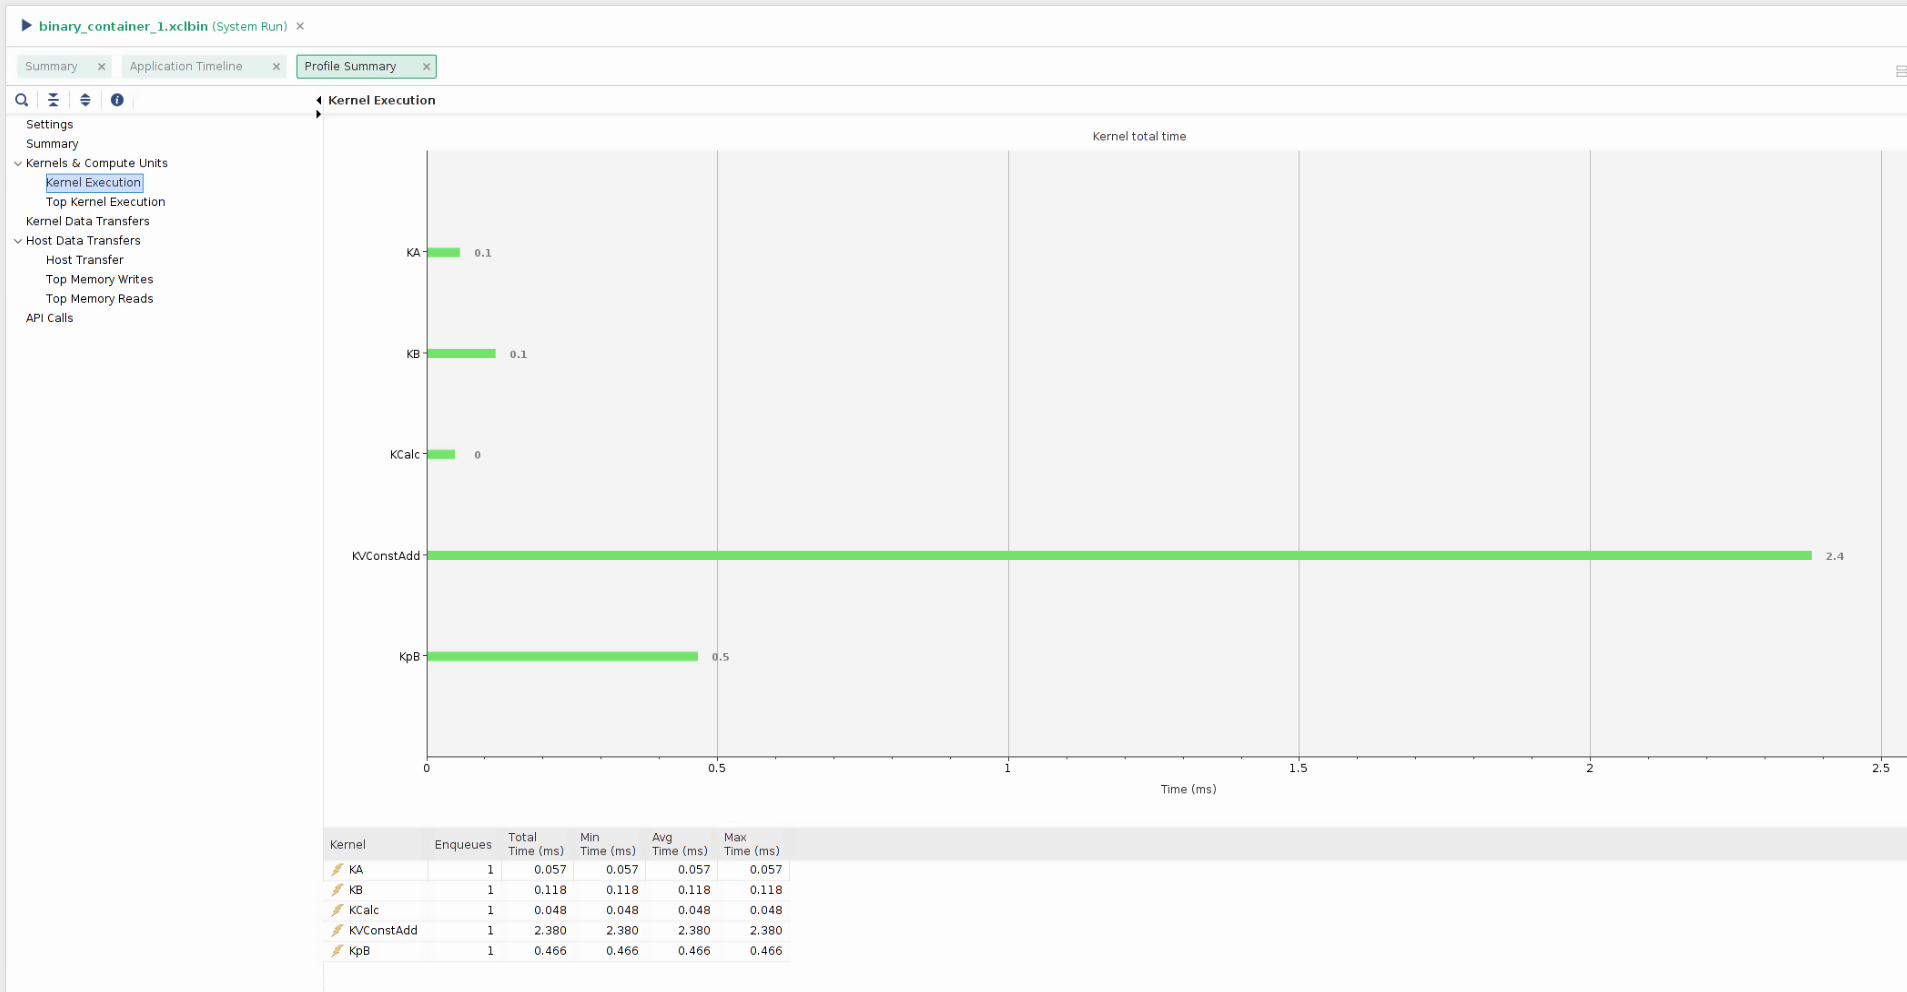 binary_container_1.xclbin (System Run)
Summary Application Timeline Profile Summary
Kernel Execution
Settings
Summary
Kernels & Compute Units
Kernel Execution
Top Kernel Execution
Kernel Data Transfers
Host Data Transfers
Host Transfer
Top Memory Writes
Top Memory Reads
API Calls
Kernel total time
KA 0.1
KB 0.1
KCalc 0
KVConstAdd 2.4
KpB 0.5
0 0.5 1 1.5 2 2.5
Time (ms)
Kernel Enqueues Total Time (ms) Min Time (ms) Avg Time (ms) Max Time (ms)
KA 1 0.057 0.057 0.057 0.057
KB 1 0.118 0.118 0.118 0.118
KCalc 1 0.048 0.048 0.048 0.048
KVConstAdd 1 2.380 2.380 2.380 2.380
KpB 1 0.466 0.466 0.466 0.466